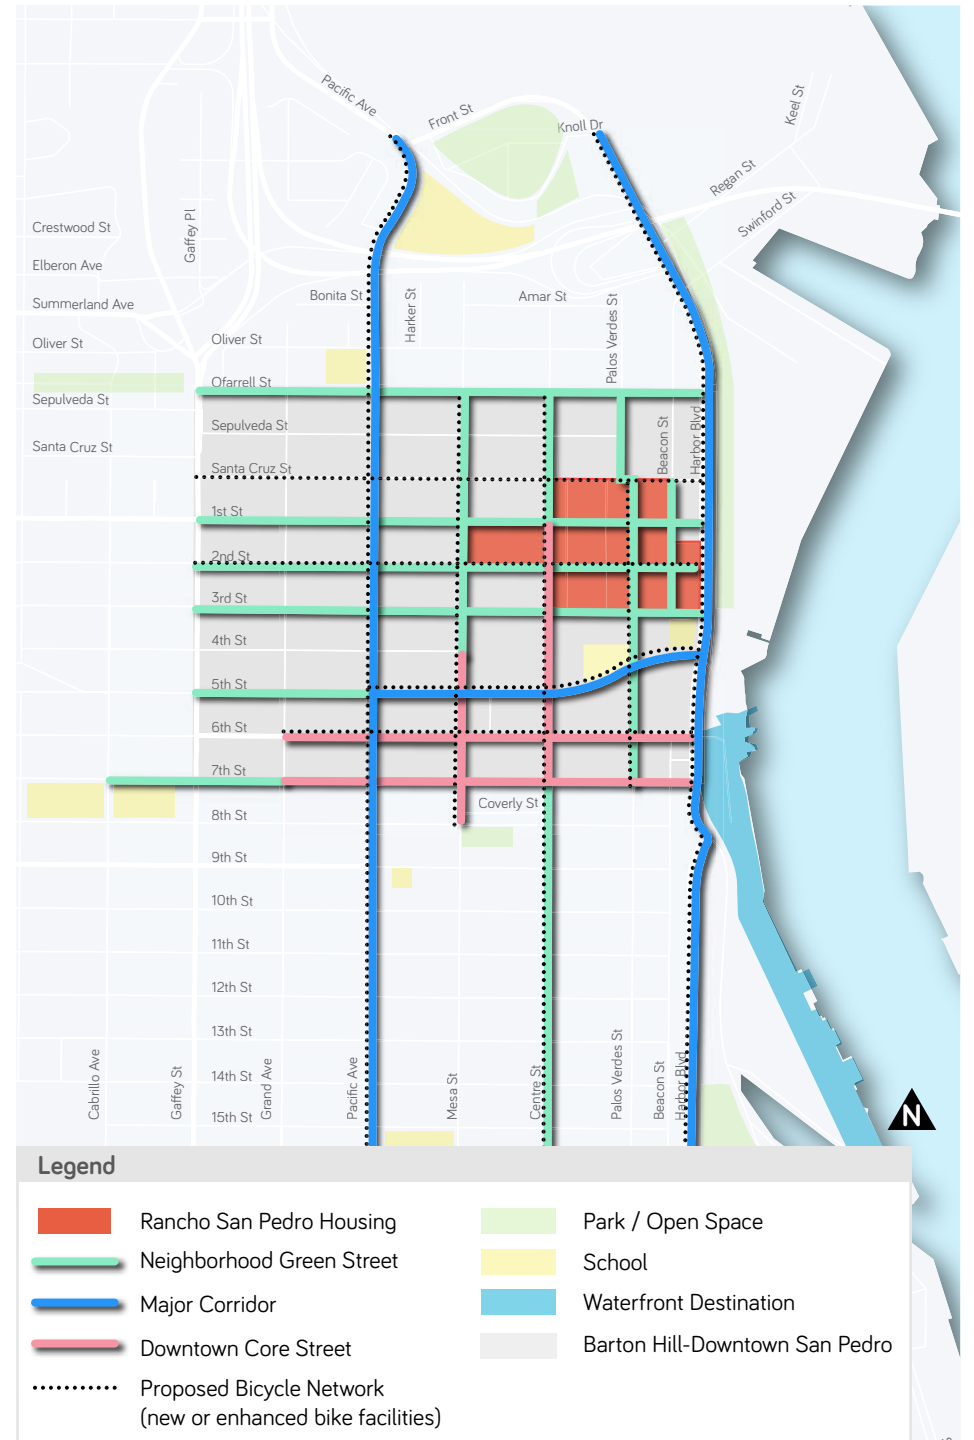 Pacific Ave
Front St
Knoll Dr
Keel St
Regan St
Swinford St
Crestwood St
Gaffey Pl
Elberon Ave
Summerland Ave
Bonita St
Harker St
Amar St
Palos Verdes St
Oliver St
Oliver St
Ofarrell St
Sepulveda St
Sepulveda St
Beacon St
Harbor Blvd
Santa Cruz St
Santa Cruz St
1st St
2nd St
3rd St
4th St
5th St
6th St
7th St
Coverly St
8th St
9th St
10th St
11th St
12th St
13th St
14th St
15th St
Cabrillo Ave
Gaffey St
Grand Ave
Pacific Ave
Mesa St
Centre St
Palos Verdes St
Beacon St
Harbor Blvd
N
Legend
Rancho San Pedro Housing
Neighborhood Green Street
Major Corridor
Downtown Core Street
Proposed Bicycle Network
(new or enhanced bike facilities)
Park / Open Space
School
Waterfront Destination
Barton Hill-Downtown San Pedro